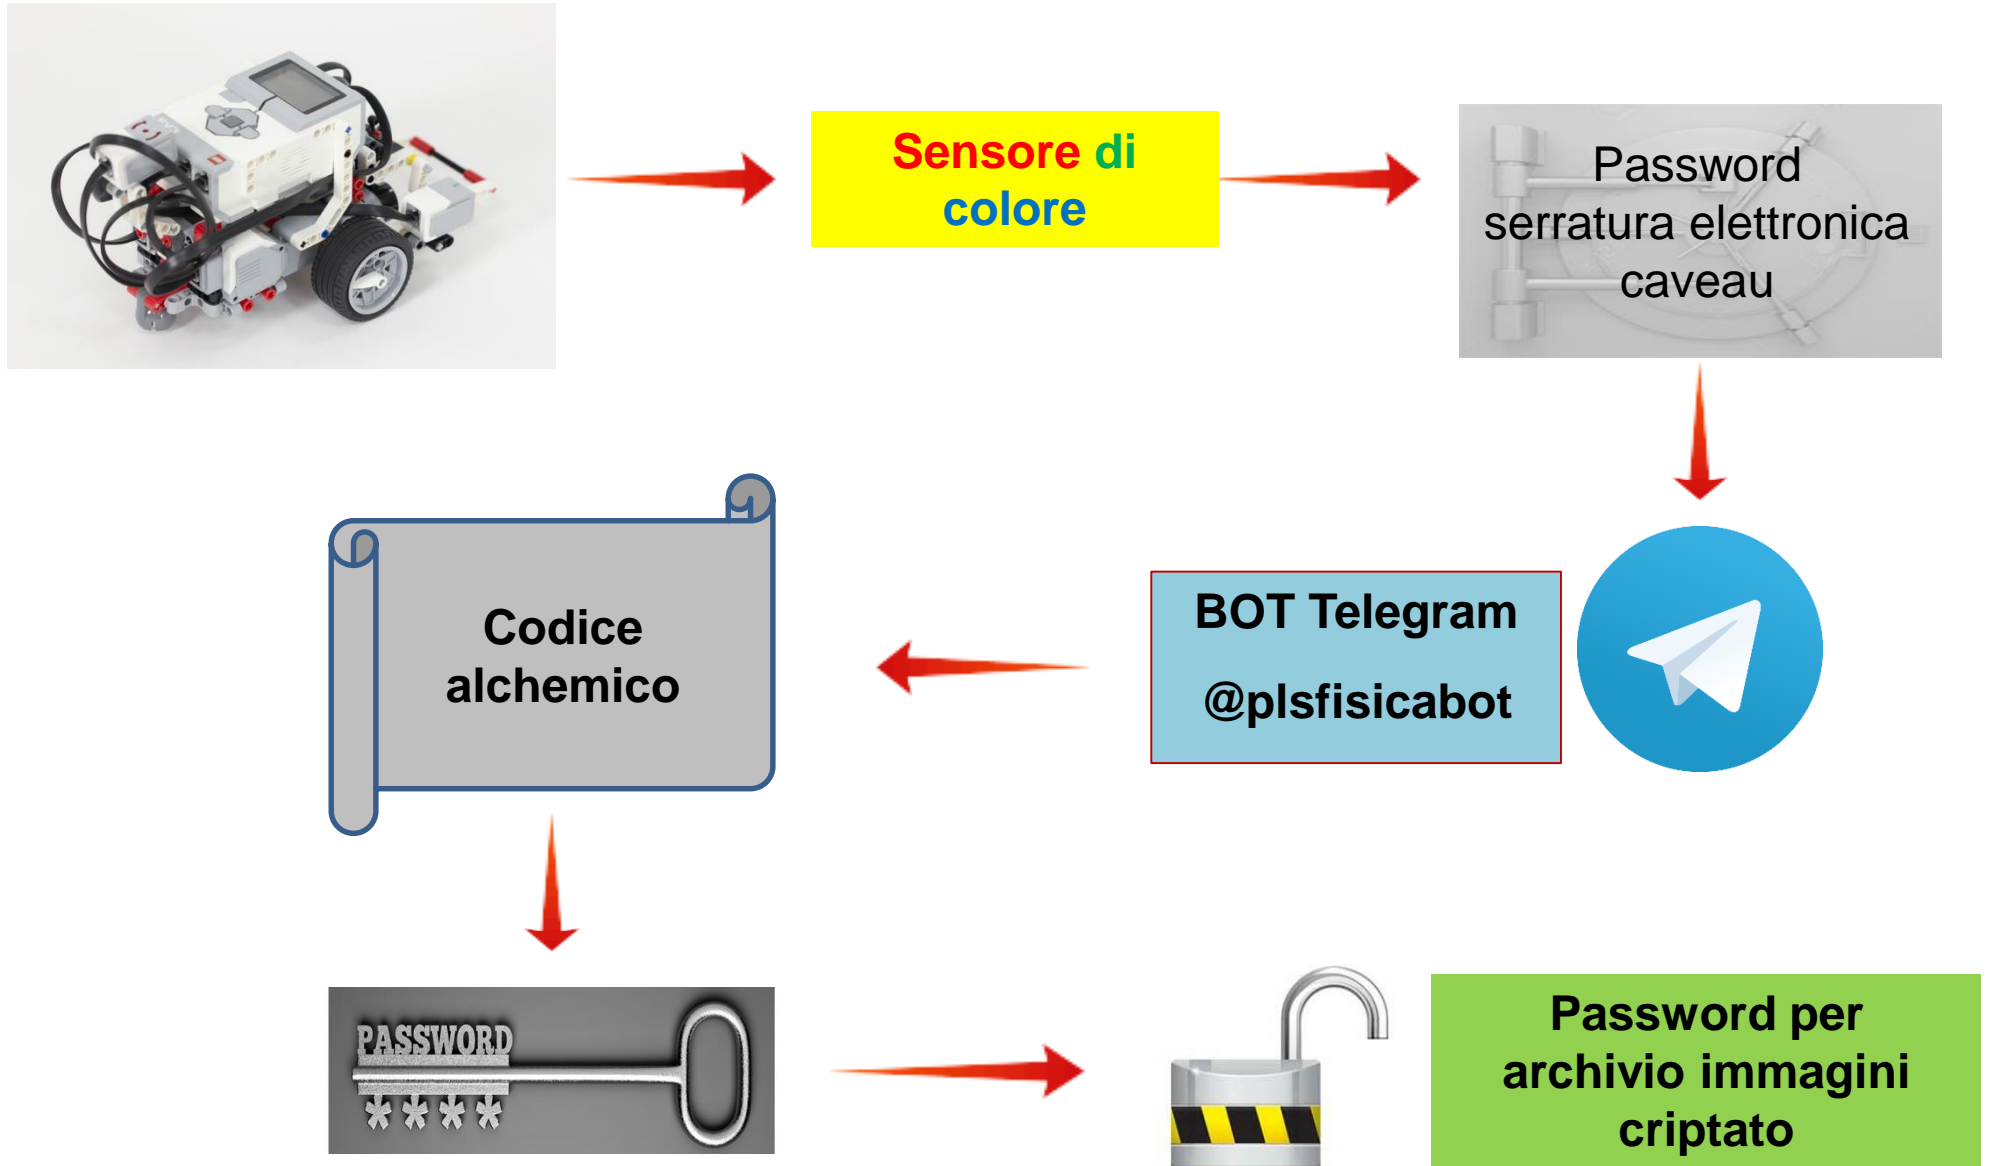 Sensore di
colore
Password
serratura elettronica
caveau
BOT Telegram
@plsfisicabot
Codice
alchemico
PASSWORD
****
Password per
archivio immagini
criptato